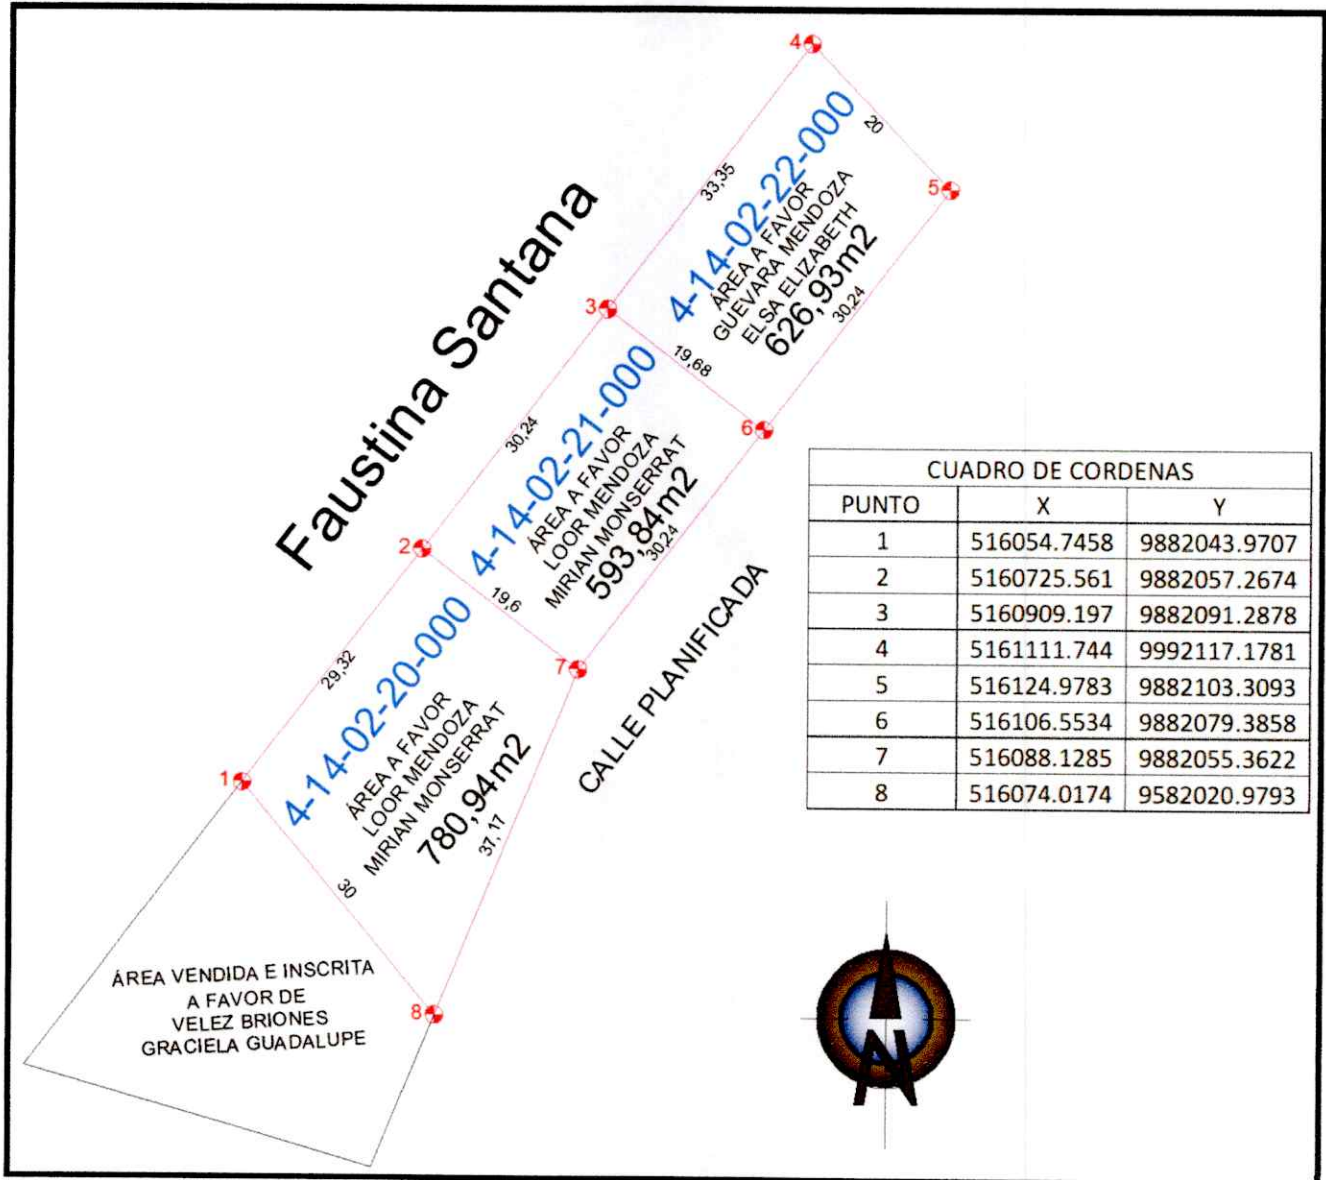 4
20
5
33,35
4-14-02-22-000
ÁREA A FAVOR
GUEVARA MENDOZA
ELSA ELIZABETH
626,93m2
30,24
Faustina Santana
3
19,68
6
30,24
4-14-02-21-000
ÁREA A FAVOR
LOOR MENDOZA
MIRIAN MONSERRAT
593,84m2
30,24
2
19,6
7
CALLE PLANIFICADA
29,32
4-14-02-20-000
ÁREA A FAVOR
LOOR MENDOZA
MIRIAN MONSERRAT
780,94m2
37,17
1
30
8
ÁREA VENDIDA E INSCRITA
A FAVOR DE
VELEZ BRIONES
GRACIELA GUADALUPE
CUADRO DE CORDENAS
PUNTO X Y
1 516054.7458 9882043.9707
2 5160725.561 9882057.2674
3 5160909.197 9882091.2878
4 5161111.744 9992117.1781
5 516124.9783 9882103.3093
6 516106.5534 9882079.3858
7 516088.1285 9882055.3622
8 516074.0174 9582020.9793
N